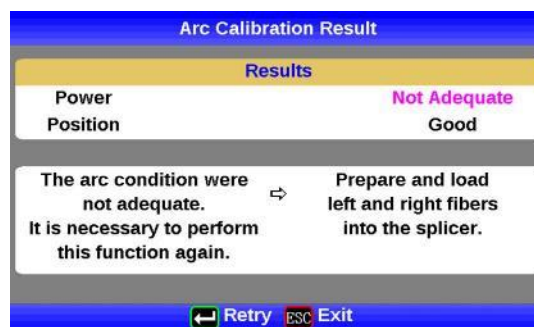 Arc Calibration Result
Results
Power Not Adequate
Position Good
The arc condition were
not adequate.
It is necessary to perform
this function again.
⇨
Prepare and load
left and right fibers
into the splicer.
Retry ESC Exit